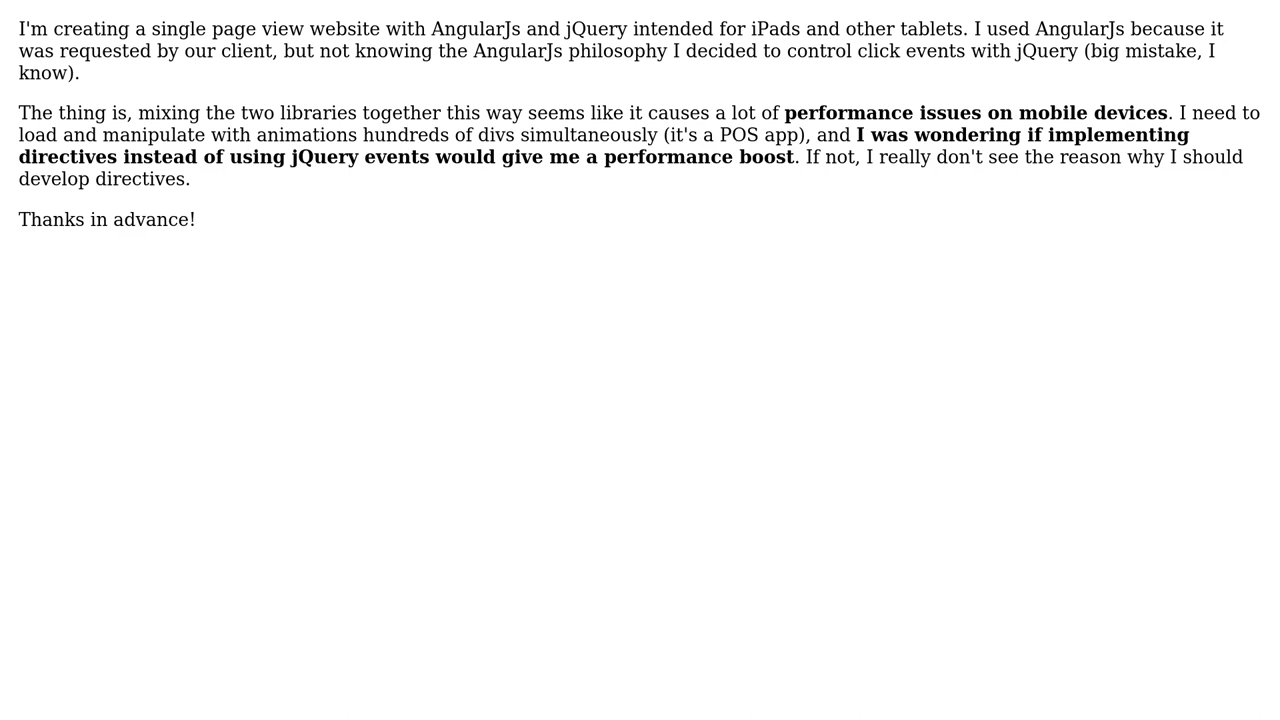 I'm creating a single page view website with AngularJs and jQuery intended for iPads and other tablets. I used AngularJs because it
was requested by our client, but not knowing the AngularJs philosophy I decided to control click events with jQuery (big mistake, I
know).
The thing is, mixing the two libraries together this way seems like it causes a lot of performance issues on mobile devices. I need to
load and manipulate with animations hundreds of divs simultaneously (it's a POS app), and I was wondering if implementing
directives instead of using jQuery events would give me a performance boost. If not, I really don't see the reason why I should
develop directives.
Thanks in advance!